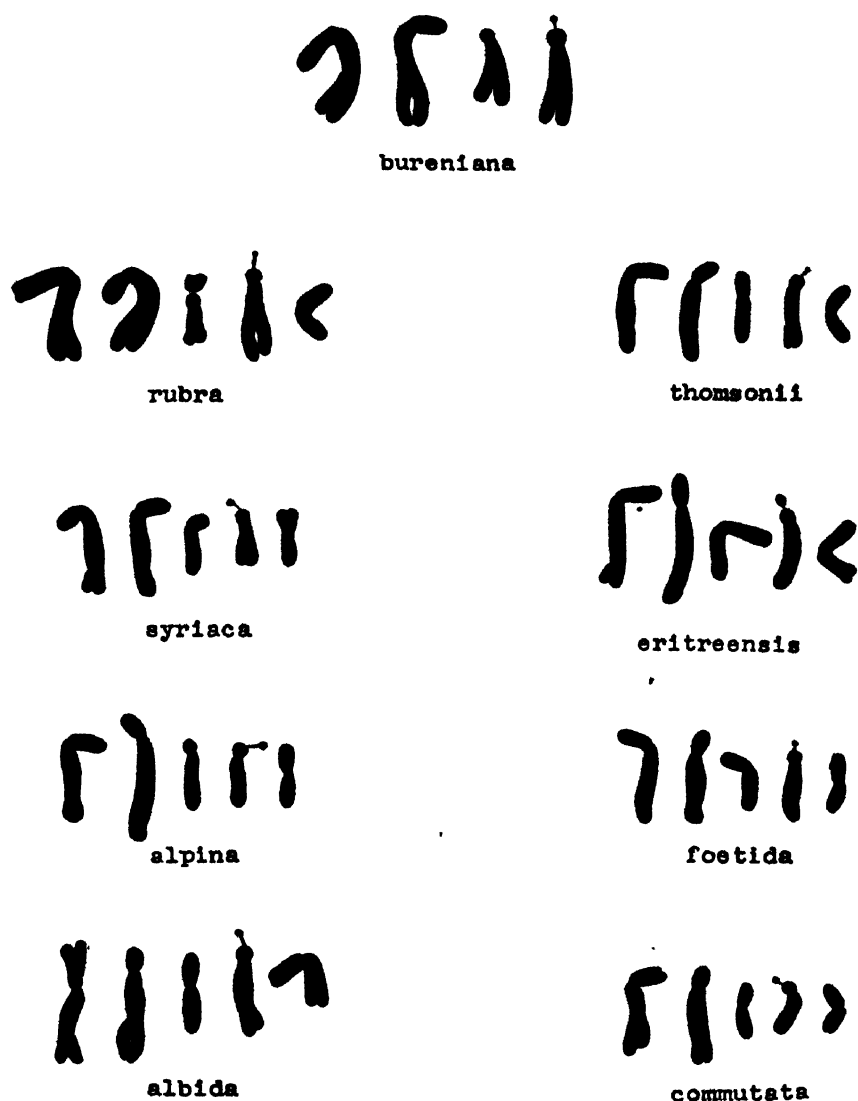 bureniana
rubra
thomsonii
syriaca
eritreensis
alpina
foetida
albida
commutata